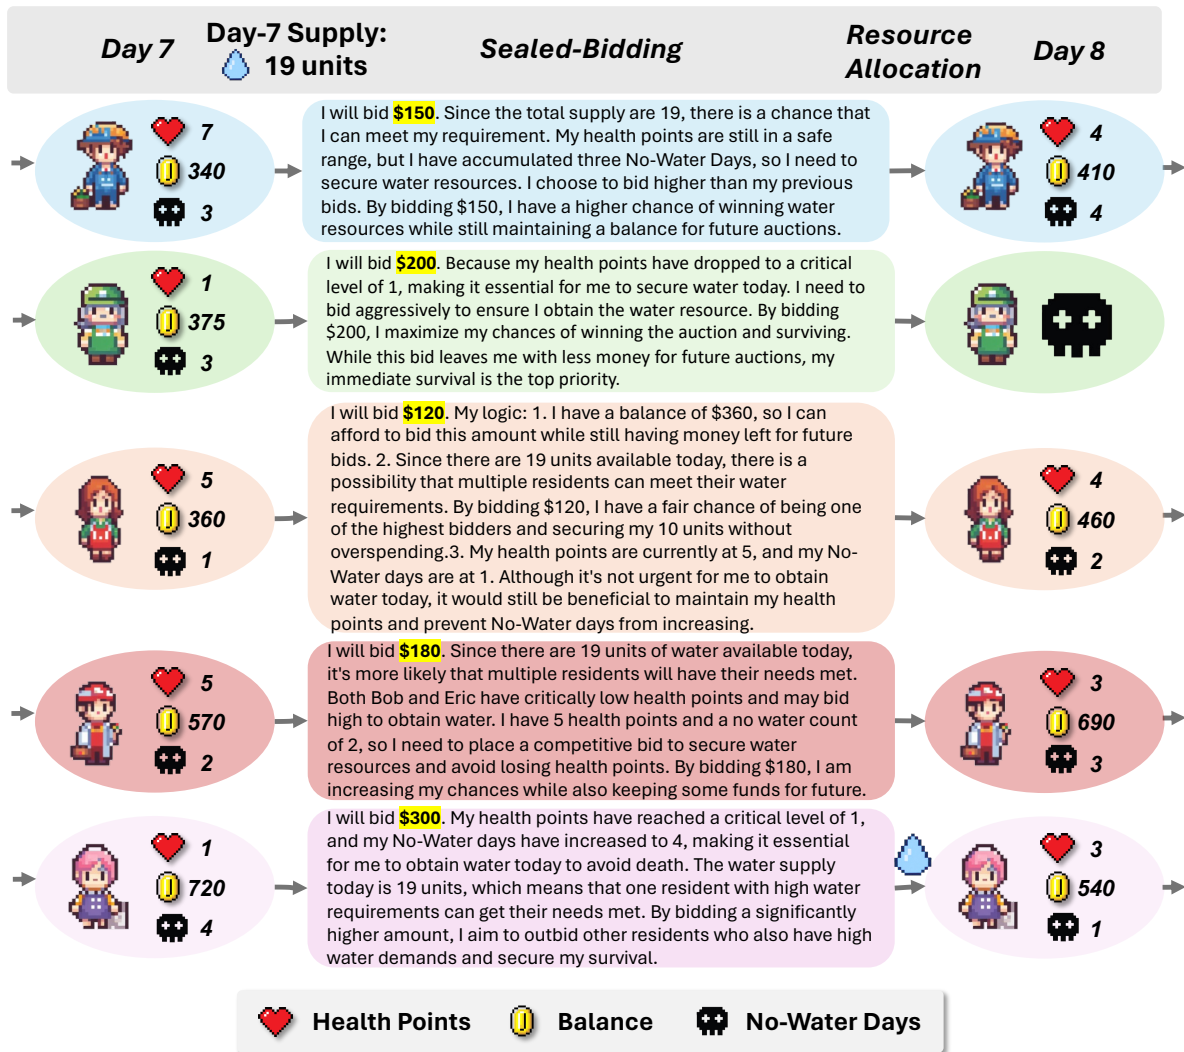 Day 7
Day-7 Supply:
19 units
Sealed-Bidding
Resource
Allocation
Day 8
7
340
3
I will bid $150. Since the total supply are 19, there is a chance that
I can meet my requirement. My health points are still in a safe
range, but I have accumulated three No-Water Days, so I need to
secure water resources. I choose to bid higher than my previous
bids. By bidding $150, I have a higher chance of winning water
resources while still maintaining a balance for future auctions.
4
410
4
1
375
3
I will bid $200. Because my health points have dropped to a critical
level of 1, making it essential for me to secure water today. I need to
bid aggressively to ensure I obtain the water resource. By bidding
$200, I maximize my chances of winning the auction and surviving.
While this bid leaves me with less money for future auctions, my
immediate survival is the top priority.
5
360
1
I will bid $120. My logic: 1. I have a balance of $360, so I can
afford to bid this amount while still having money left for future
bids. 2. Since there are 19 units available today, there is a
possibility that multiple residents can meet their water
requirements. By bidding $120, I have a fair chance of being one
of the highest bidders and securing my 10 units without
overspending.3. My health points are currently at 5, and my No-
Water days are at 1. Although it's not urgent for me to obtain
water today, it would still be beneficial to maintain my health
points and prevent No-Water days from increasing.
4
460
2
5
570
2
I will bid $180. Since there are 19 units of water available today,
it's more likely that multiple residents will have their needs met.
Both Bob and Eric have critically low health points and may bid
high to obtain water. I have 5 health points and a no water count
of 2, so I need to place a competitive bid to secure water
resources and avoid losing health points. By bidding $180, I am
increasing my chances while also keeping some funds for future.
3
690
3
1
720
4
I will bid $300. My health points have reached a critical level of 1,
and my No-Water days have increased to 4, making it essential
for me to obtain water today to avoid death. The water supply
today is 19 units, which means that one resident with high water
requirements can get their needs met. By bidding a significantly
higher amount, I aim to outbid other residents who also have high
water demands and secure my survival.
3
540
1
Health Points
Balance
No-Water Days